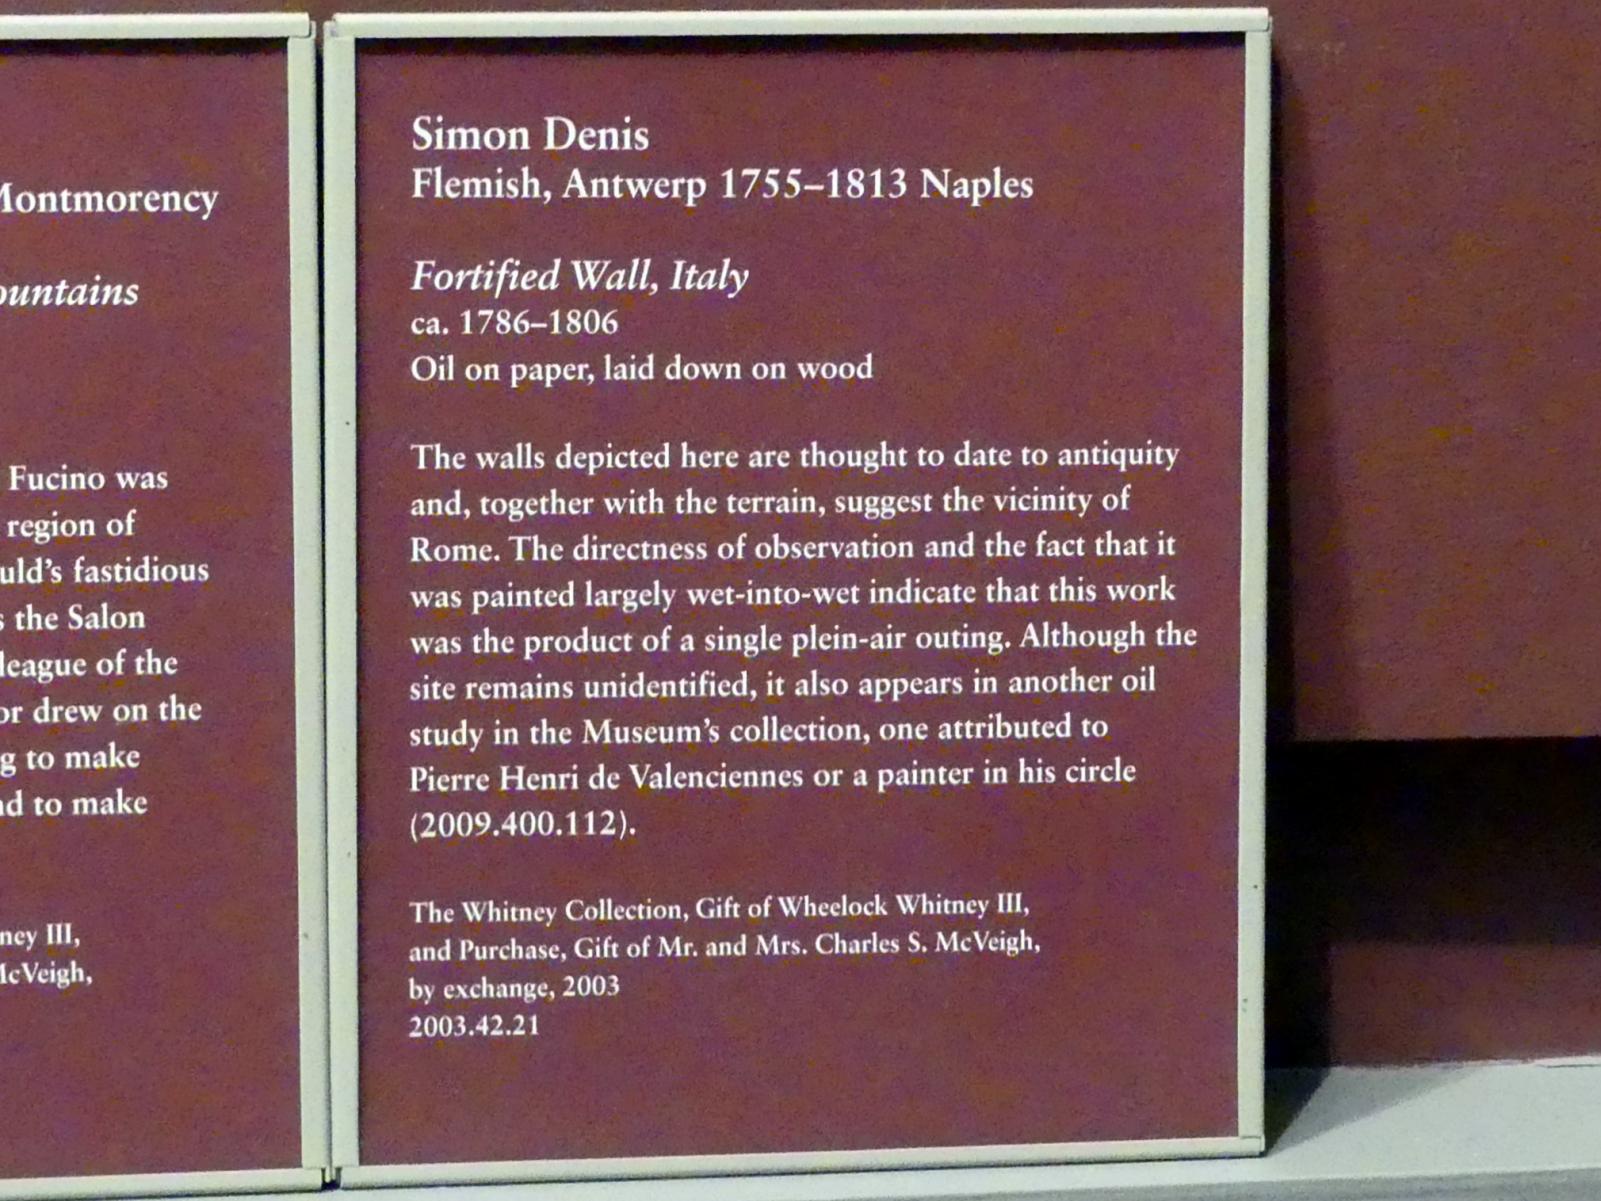 Montmorency
ountains
Fucino was
region of
uld's fastidious
s the Salon
league of the
or drew on the
g to make
nd to make
ney III,
McVeigh,
Simon Denis
Flemish, Antwerp 1755–1813 Naples
Fortified Wall, Italy
ca. 1786–1806
Oil on paper, laid down on wood
The walls depicted here are thought to date to antiquity
and, together with the terrain, suggest the vicinity of
Rome. The directness of observation and the fact that it
was painted largely wet-into-wet indicate that this work
was the product of a single plein-air outing. Although the
site remains unidentified, it also appears in another oil
study in the Museum's collection, one attributed to
Pierre Henri de Valenciennes or a painter in his circle
(2009.400.112).
The Whitney Collection, Gift of Wheelock Whitney III,
and Purchase, Gift of Mr. and Mrs. Charles S. McVeigh,
by exchange, 2003
2003.42.21